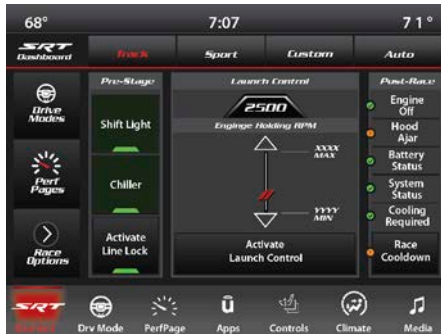 68° 7:07 71°
SRT Dashboard Track Sport Custom Auto
Pre-Stage Launch Control Post-Race
Drive Modes
Perf Pages
Race Options
Shift Light
Chiller
Activate Line Lock
2500
Enginge Holding RPM
XXXX
MAX
YYYY
MIN
Activate
Launch Control
Engine Off
Hood Ajar
Battery Status
System Status
Cooling Required
Race Cooldown
SRT Drv Mode PerfPage Apps Controls Climate Media